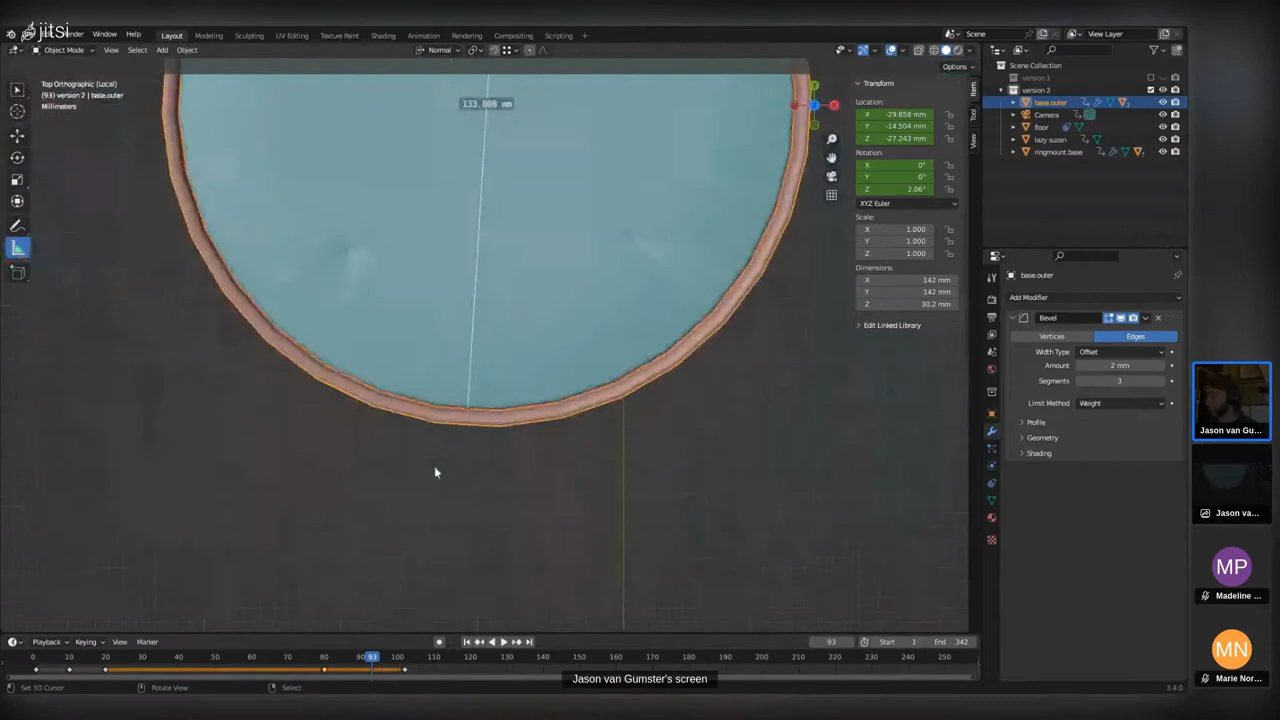 jitsi
Render
Window
Help
Layout
Modeling
Sculpting
UV Editing
Texture Paint
Shading
Animation
Rendering
Compositing
Scripting
+
Scene
View Layer
Object Mode
View
Select
Add
Object
Normal
Options
Top Orthographic (Local)
(93) version 2 | base.outer
Millimeters
133.808 mm
Transform
Location:
X -29.858 mm
Y -14.504 mm
Z -27.243 mm
Rotation:
X 0°
Y 0°
Z 2.06°
XYZ Euler
Scale:
X 1.000
Y 1.000
Z 1.000
Dimensions:
X 142 mm
Y 142 mm
Z 30.2 mm
Edit Linked Library
Item
Tool
View
Scene Collection
version 1
version 2
base.outer
Camera
floor
lazy suzan
ringmount.base
base.outer
Add Modifier
Bevel
Vertices
Edges
Width Type Offset
Amount 2 mm
Segments 3
Limit Method Weight
Profile
Geometry
Shading
Jason van Gu...
Jason va...
MP
Madeline ...
MN
Marie Nor...
Playback
Keying
View
Marker
93
Start 1
End 342
0 10 20 30 40 50 60 70 80 90 93 100 110 120 130 140 150 160 170 180 190 200 210 220 230 240 250
Set 3D Cursor
Rotate View
Select
Jason van Gumster's screen
3.4.0